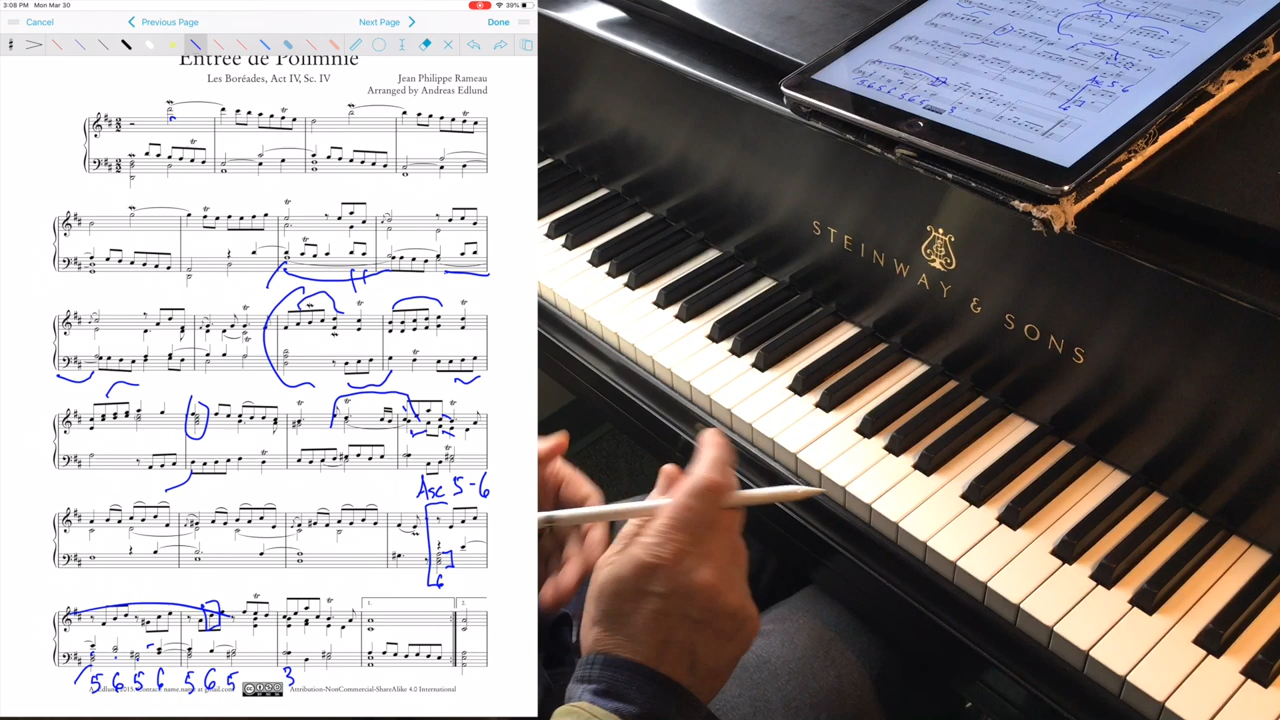 3:08 PM Mon Mar 30
39%
Cancel
Previous Page
Next Page
Done
Entrée de Polimnie
Les Boréades, Act IV, Sc. IV
Jean Philippe Rameau
Arranged by Andreas Edlund
STEINWAY & SONS
Asc 5-6
6
1.
2.
5 6 5 6 5 6 5 3
Attribution-NonCommercial-ShareAlike 4.0 International